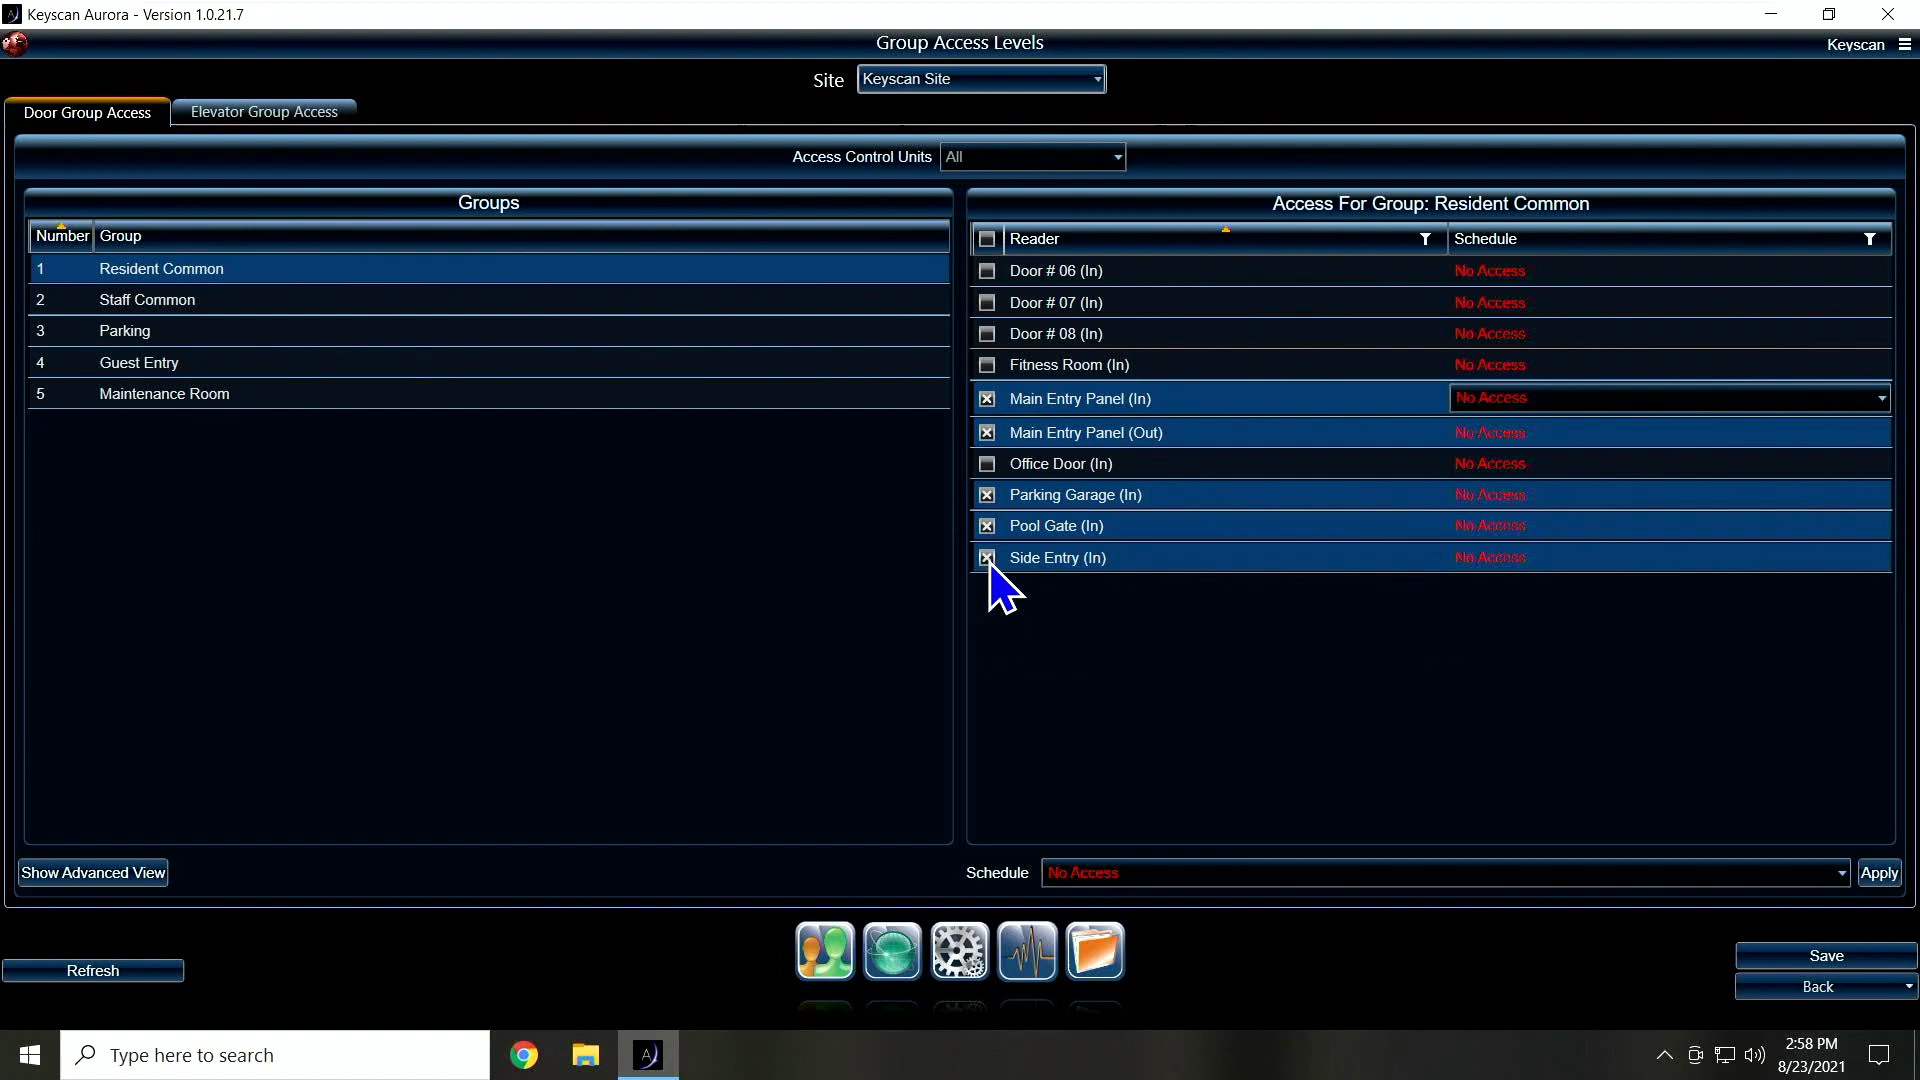 Keyscan Aurora - Version 1.0.21.7
Group Access Levels
Keyscan
Site Keyscan Site
Door Group Access Elevator Group Access
Access Control Units All
Groups
Number Group
1 Resident Common
2 Staff Common
3 Parking
4 Guest Entry
5 Maintenance Room
Access For Group: Resident Common
Reader Schedule
Door # 06 (In) No Access
Door # 07 (In) No Access
Door # 08 (In) No Access
Fitness Room (In) No Access
Main Entry Panel (In) No Access
Main Entry Panel (Out) No Access
Office Door (In) No Access
Parking Garage (In) No Access
Pool Gate (In) No Access
Side Entry (In) No Access
Show Advanced View
Schedule No Access Apply
Refresh
Save
Back
Type here to search
2:58 PM
8/23/2021